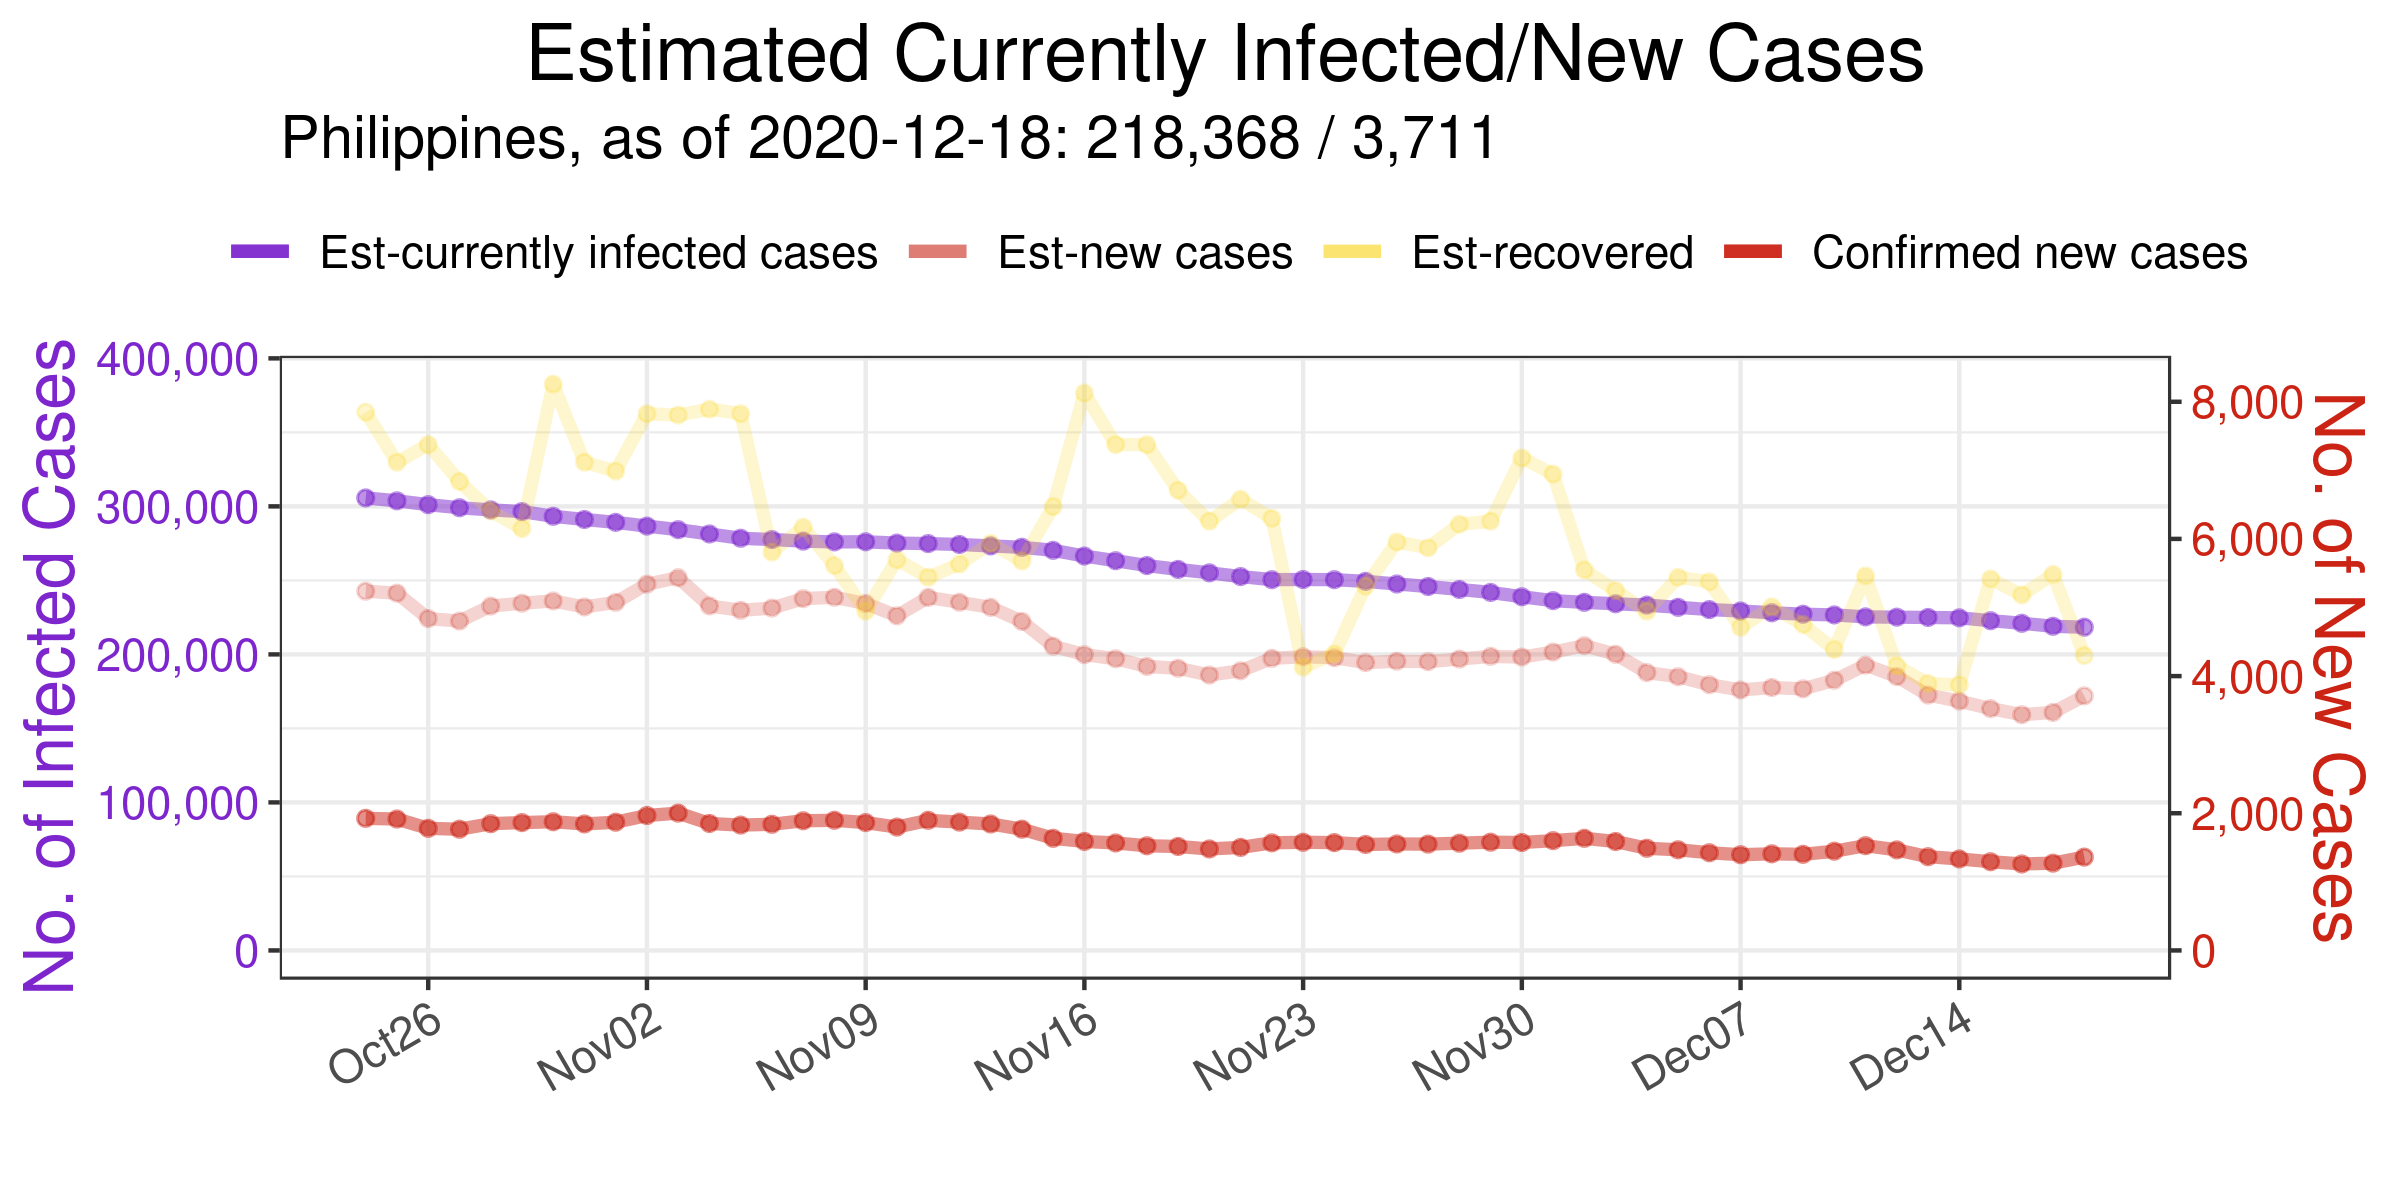 Estimated Currently Infected/New Cases
Philippines, as of 2020-12-18: 218,368 / 3,711
Est-currently infected cases Est-new cases Est-recovered Confirmed new cases
No. of Infected Cases
400,000
300,000
200,000
100,000
0
8,000
6,000
4,000
2,000
0
No. of New Cases
Oct26 Nov02 Nov09 Nov16 Nov23 Nov30 Dec07 Dec14